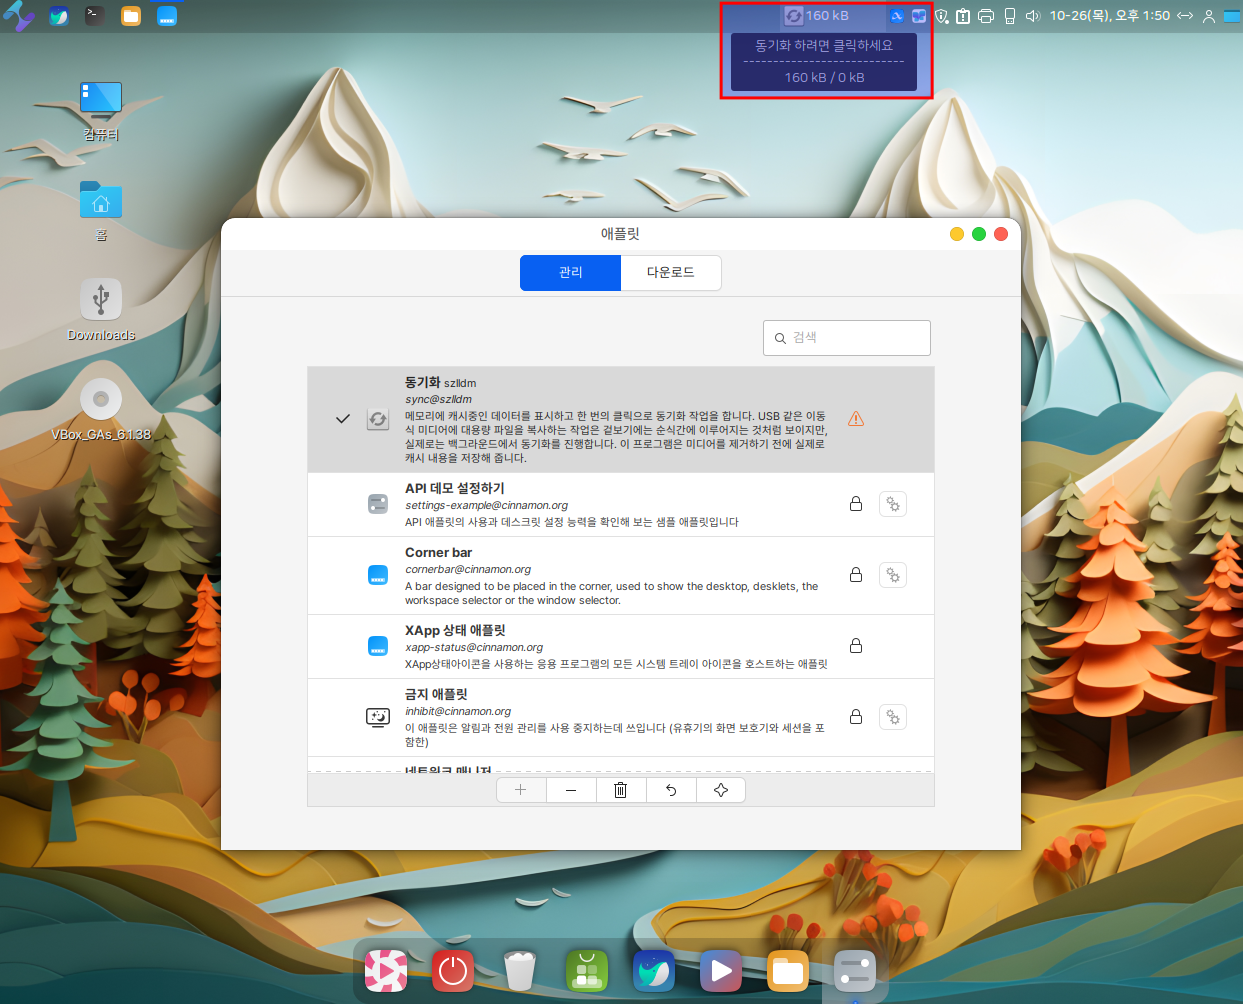 160 kB
10-26(목), 오후 1:50
동기화 하려면 클릭하세요
160 kB / 0 kB
컴퓨터
홈
Downloads
VBox_GAs_6.1.38
애플릿
관리
다운로드
검색
동기화 szlldm
sync@szlldm
메모리에 캐시중인 데이터를 표시하고 한 번의 클릭으로 동기화 작업을 합니다. USB 같은 이동
식 미디어에 대용량 파일을 복사하는 작업은 겉보기에는 순식간에 이루어지는 것처럼 보이지만,
실제로는 백그라운드에서 동기화를 진행합니다. 이 프로그램은 미디어를 제거하기 전에 실제로
캐시 내용을 저장해 줍니다.
API 데모 설정하기
settings-example@cinnamon.org
API 애플릿의 사용과 데스크릿 설정 능력을 확인해 보는 샘플 애플릿입니다
Corner bar
cornerbar@cinnamon.org
A bar designed to be placed in the corner, used to show the desktop, desklets, the
workspace selector or the window selector.
XApp 상태 애플릿
xapp-status@cinnamon.org
XApp상태아이콘을 사용하는 응용 프로그램의 모든 시스템 트레이 아이콘을 호스트하는 애플릿
금지 애플릿
inhibit@cinnamon.org
이 애플릿은 알림과 전원 관리를 사용 중지하는데 쓰입니다 (유휴기의 화면 보호기와 세션을 포
함한)
네트워크 매니저